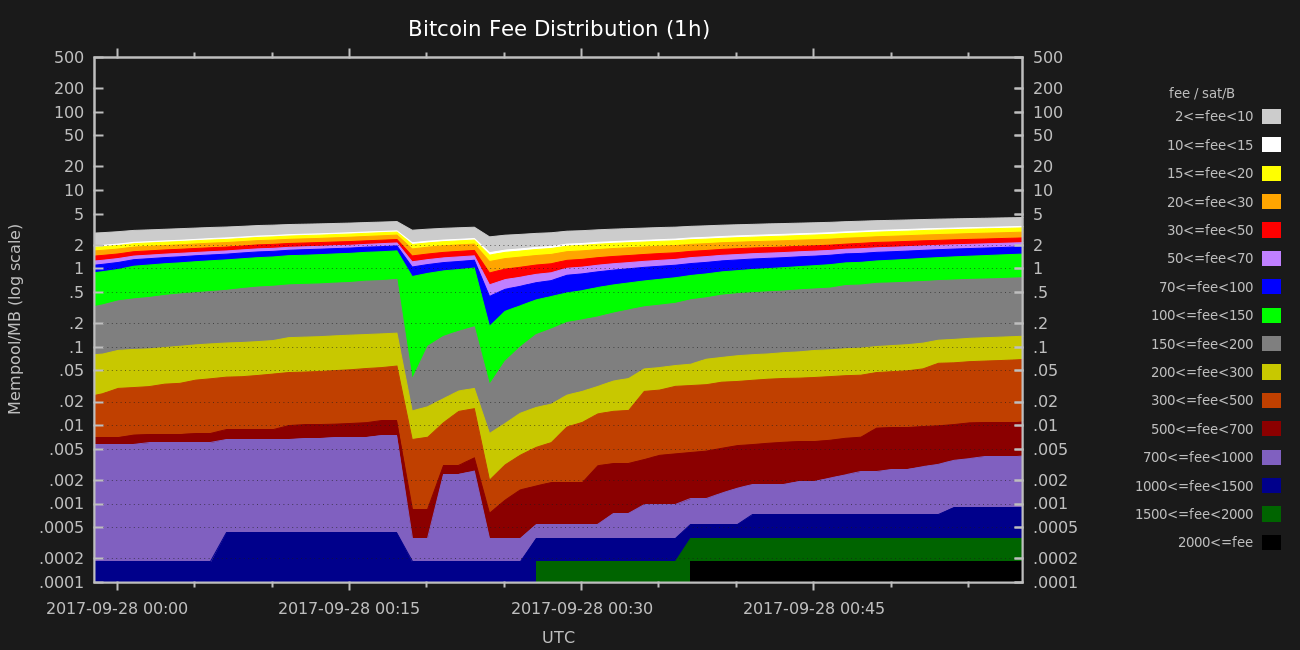 Bitcoin Fee Distribution (1h)
Mempool/MB (log scale)
500
200
100
50
20
10
5
2
1
.5
.2
.1
.05
.02
.01
.005
.002
.001
.0005
.0002
.0001
500
200
100
50
20
10
5
2
1
.5
.2
.1
.05
.02
.01
.005
.002
.001
.0005
.0002
.0001
2017-09-28 00:00 2017-09-28 00:15 2017-09-28 00:30 2017-09-28 00:45
UTC
fee / sat/B
2<=fee<10
10<=fee<15
15<=fee<20
20<=fee<30
30<=fee<50
50<=fee<70
70<=fee<100
100<=fee<150
150<=fee<200
200<=fee<300
300<=fee<500
500<=fee<700
700<=fee<1000
1000<=fee<1500
1500<=fee<2000
2000<=fee